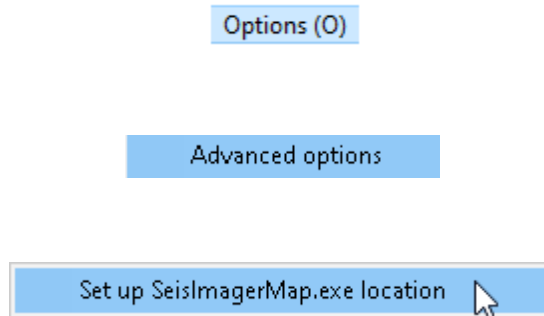 Options (O)
Advanced options
Set up SeisImagerMap.exe location